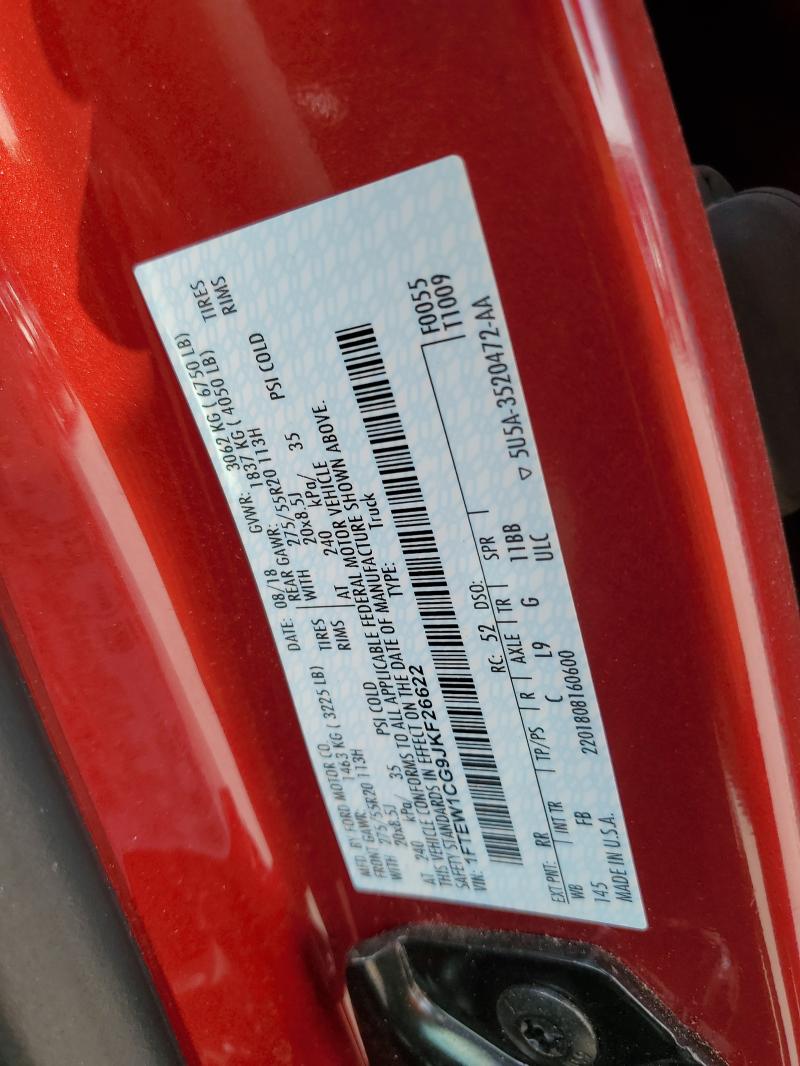 MFD. BY FORD MOTOR CO. DATE: 08/18 GVWR: 3062 KG ( 6750 LB)
FRONT GAWR: 1463 KG ( 3225 LB) REAR GAWR: 1837 KG ( 4050 LB)
275/55R20 113H TIRES 275/55R20 113H TIRES
WITH 20x8.5J RIMS WITH 20x8.5J RIMS
AT 240 kPa/ 35 PSI COLD AT 240 kPa/ 35 PSI COLD
THIS VEHICLE CONFORMS TO ALL APPLICABLE FEDERAL MOTOR VEHICLE
SAFETY STANDARDS IN EFFECT ON THE DATE OF MANUFACTURE SHOWN ABOVE.
VIN: 1FTEW1CG9JKF26622 TYPE: Truck
F0055
T1009
EXT PNT: RR RC: 52 DSO:
WB INT TR TP/PS R AXLE TR SPR
145 FB C L9 G 11BB
ULC
MADE IN U.S.A. 2201808160600 ▽ 5U5A-3520472-AA